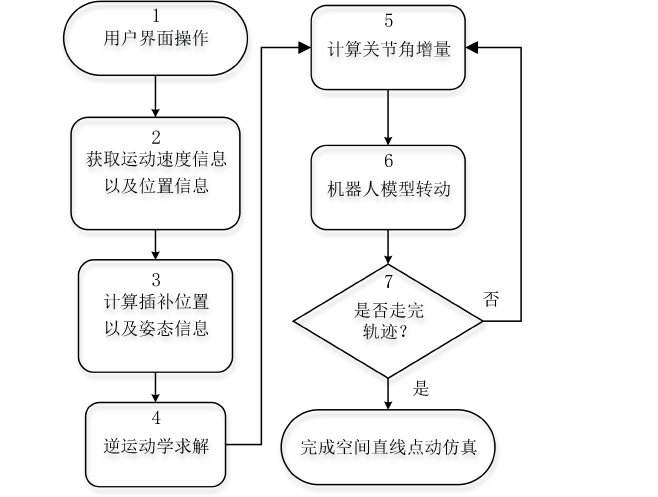 1
用户界面操作
2
获取运动速度信息
以及位置信息
3
计算插补位置
以及姿态信息
4
逆运动学求解
5
计算关节角增量
6
机器人模型转动
7
是否走完
轨迹？
否
是
完成空间直线点动仿真